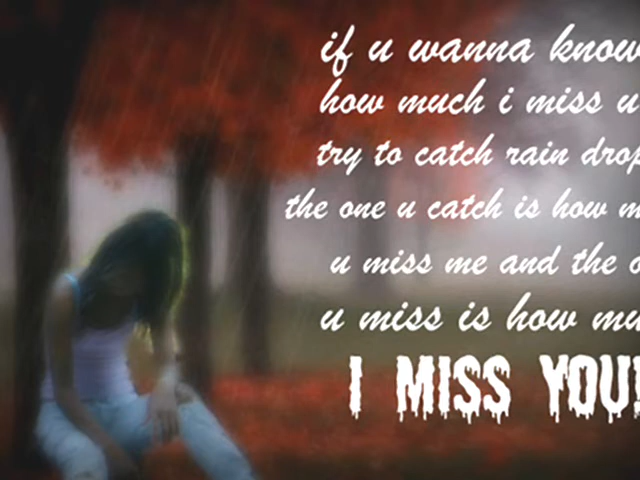 if u wanna know
how much i miss u
try to catch rain drop
the one u catch is how m
u miss me and the o
u miss is how mu
I MISS YOU!